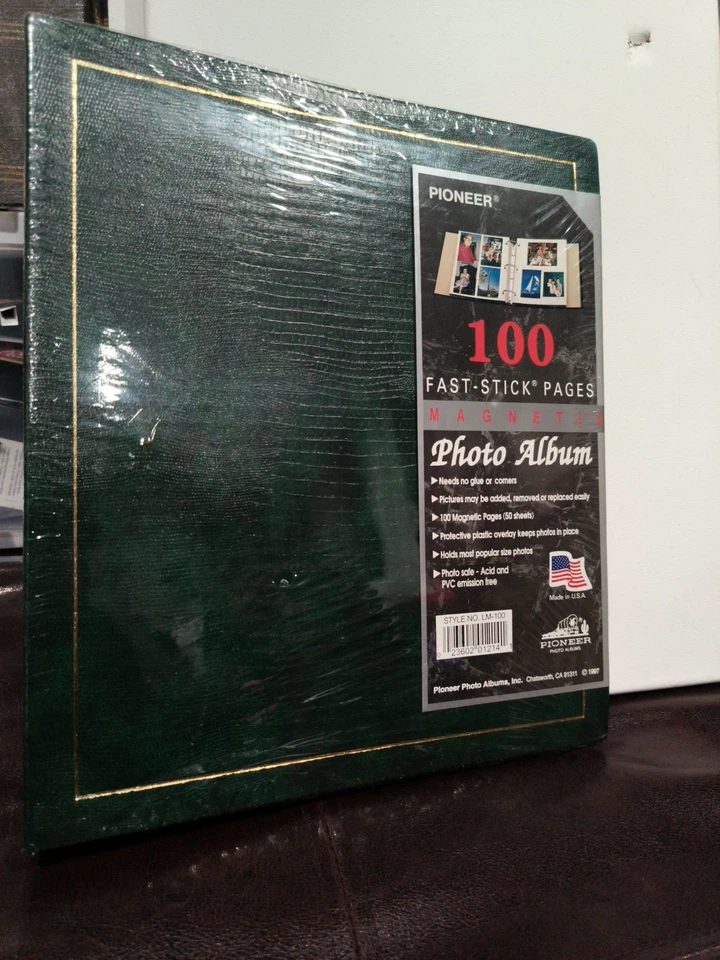 PIONEER®
100
FAST-STICK® PAGES
MAGNETIC
Photo Album
▶Needs no glue or corners
▶Pictures may be added, removed or replaced easily
▶100 Magnetic Pages (50 sheets)
▶Protective plastic overlay keeps photos in place
▶Holds most popular size photos
▶Photo safe - Acid and
PVC emission free
Made in U.S.A.
STYLE NO. LM-100
23602 01214
PIONEER
PHOTO ALBUMS
Pioneer Photo Albums, Inc. Chatsworth, CA 91311 © 1997